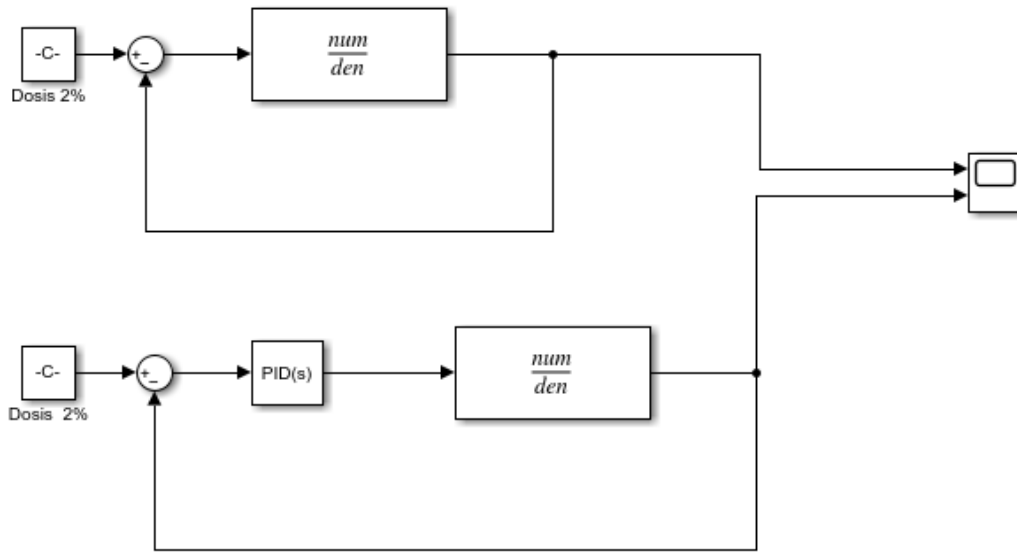 -C-
+
−
num
den
Dosis 2%
-C-
+
−
PID(s)
num
den
Dosis 2%